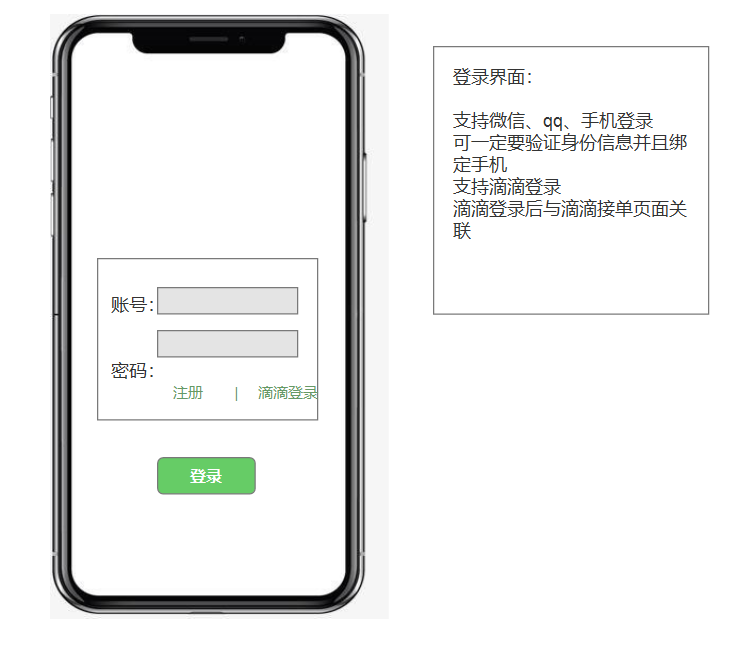 账号：
密码：
注册 | 滴滴登录
登录
登录界面：
支持微信、qq、手机登录
可一定要验证身份信息并且绑
定手机
支持滴滴登录
滴滴登录后与滴滴接单页面关
联